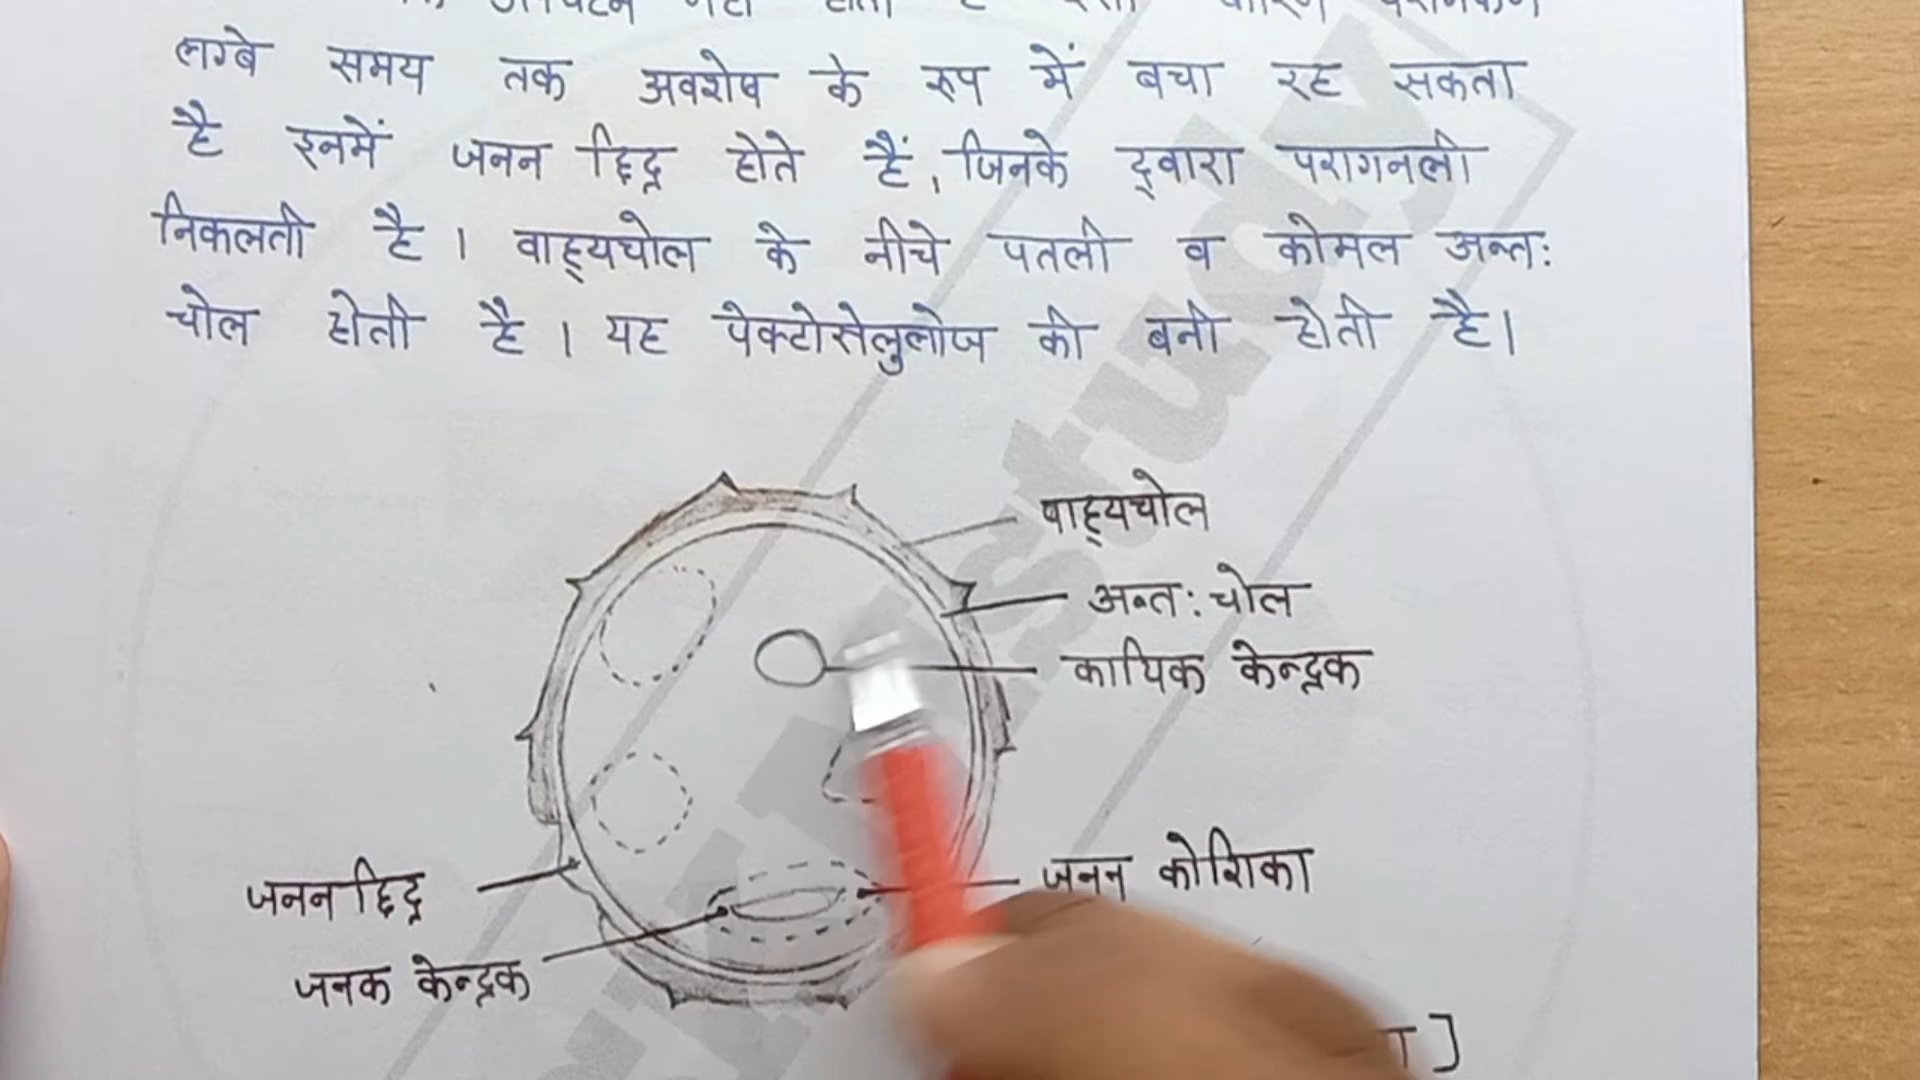 लम्बे समय तक अवशेष के रूप में बचा रह सकता
है इनमें जनन छिद्र होते हैं, जिनके द्वारा परागनली
निकलती है। वाह्यचोल के नीचे पतली व कोमल अन्तः
चोल होती है। यह पेक्टोसेलुलोज की बनी होती है।
वाह्यचोल
अन्तः चोल
कायिक केन्द्रक
जनन कोशिका
जनन छिद्र
जनक केन्द्रक
study